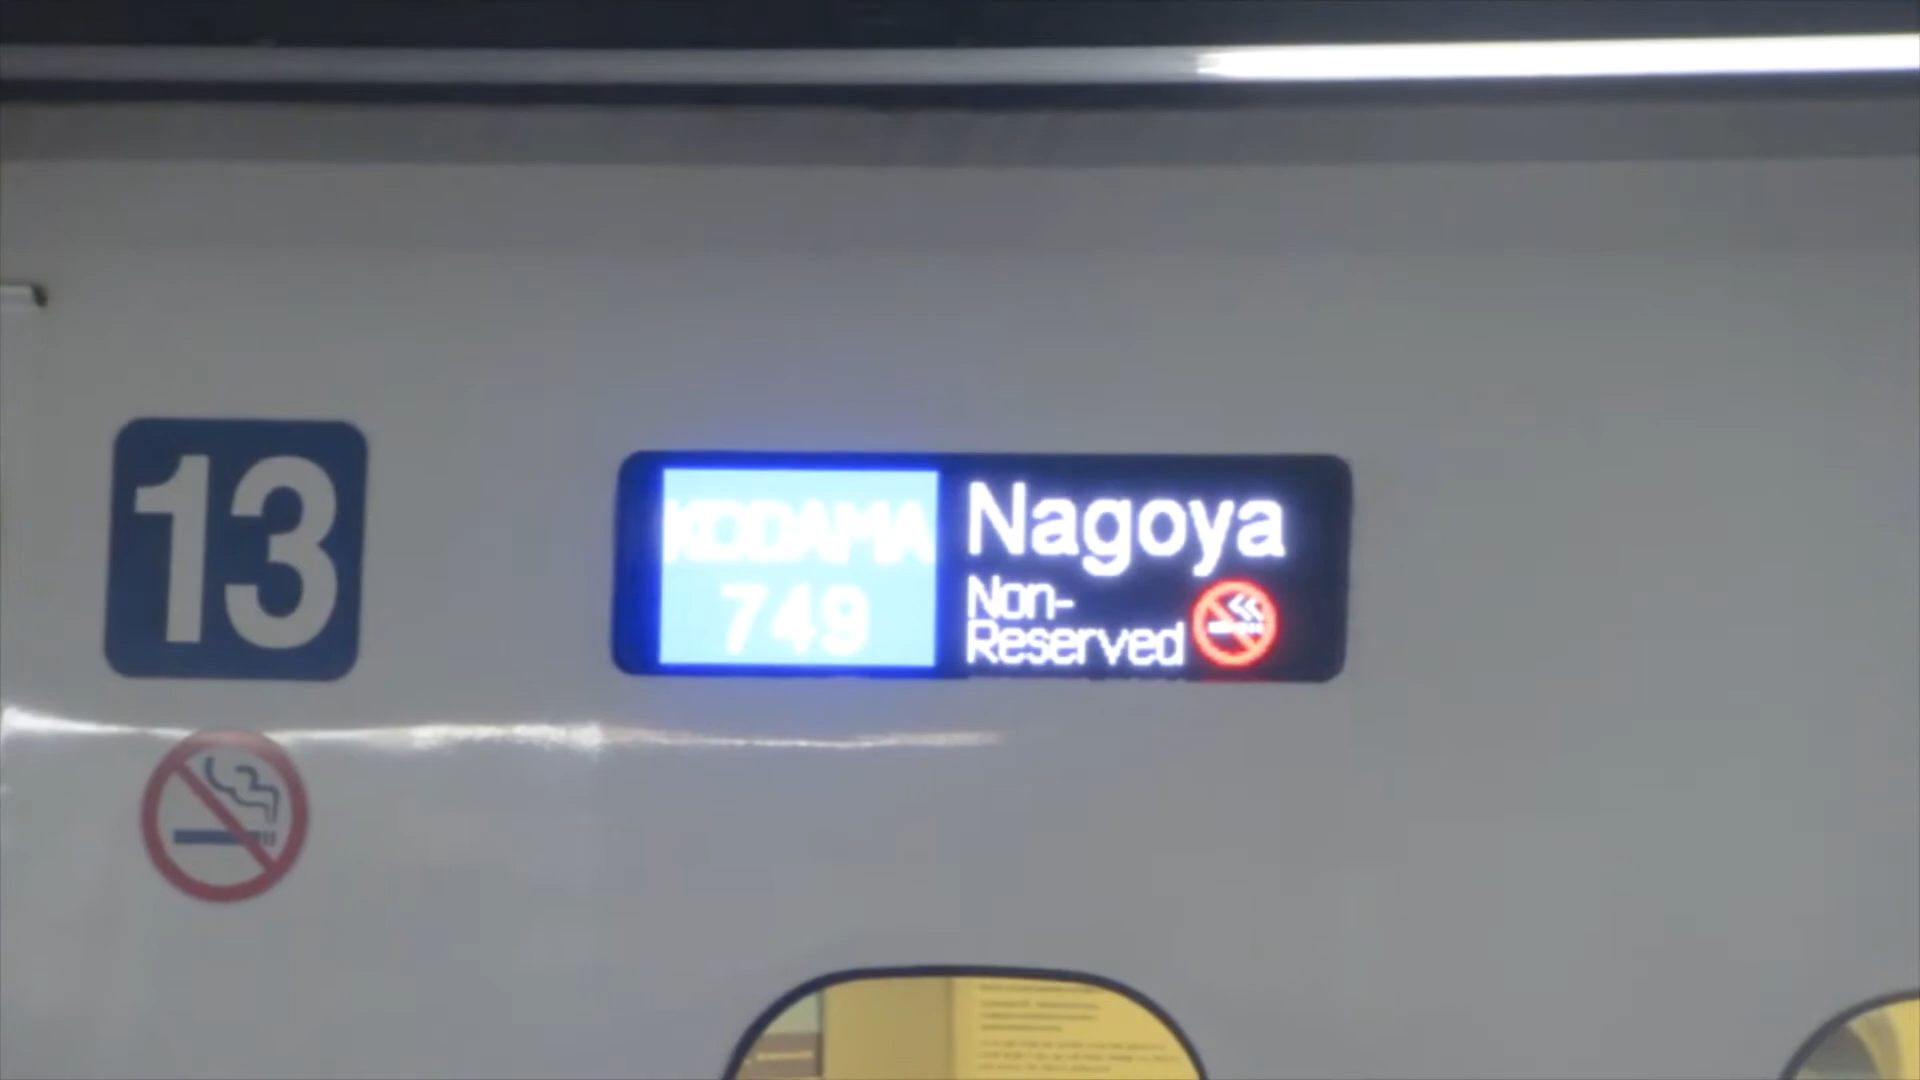 13
KODAMA
749
Nagoya
Non-
Reserved